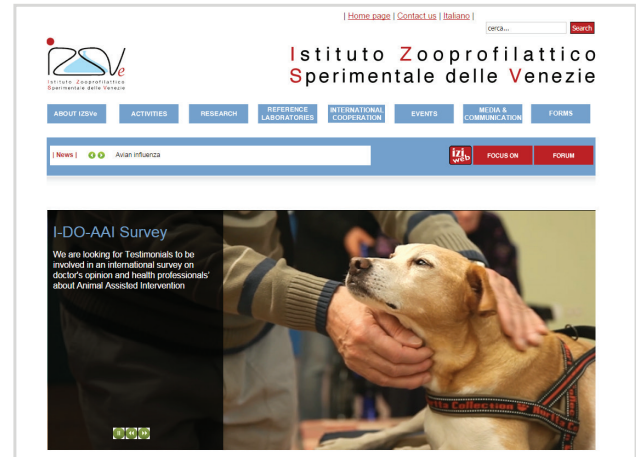 | Home page | Contact us | Italiano |
cerca...
Search
IZSVe
Istituto Zooprofilattico
Sperimentale delle Venezie
Istituto Zooprofilattico
Sperimentale delle Venezie
ABOUT IZSVe
ACTIVITIES
RESEARCH
REFERENCE
LABORATORIES
INTERNATIONAL
COOPERATION
EVENTS
MEDIA &
COMMUNICATION
FORMS
| News |
Avian influenza
izi
web
FOCUS ON
FORUM
I-DO-AAI Survey
We are looking for Testimonials to be
involved in an international survey on
doctor's opinion and health professionals'
about Animal Assisted Intervention
Collection